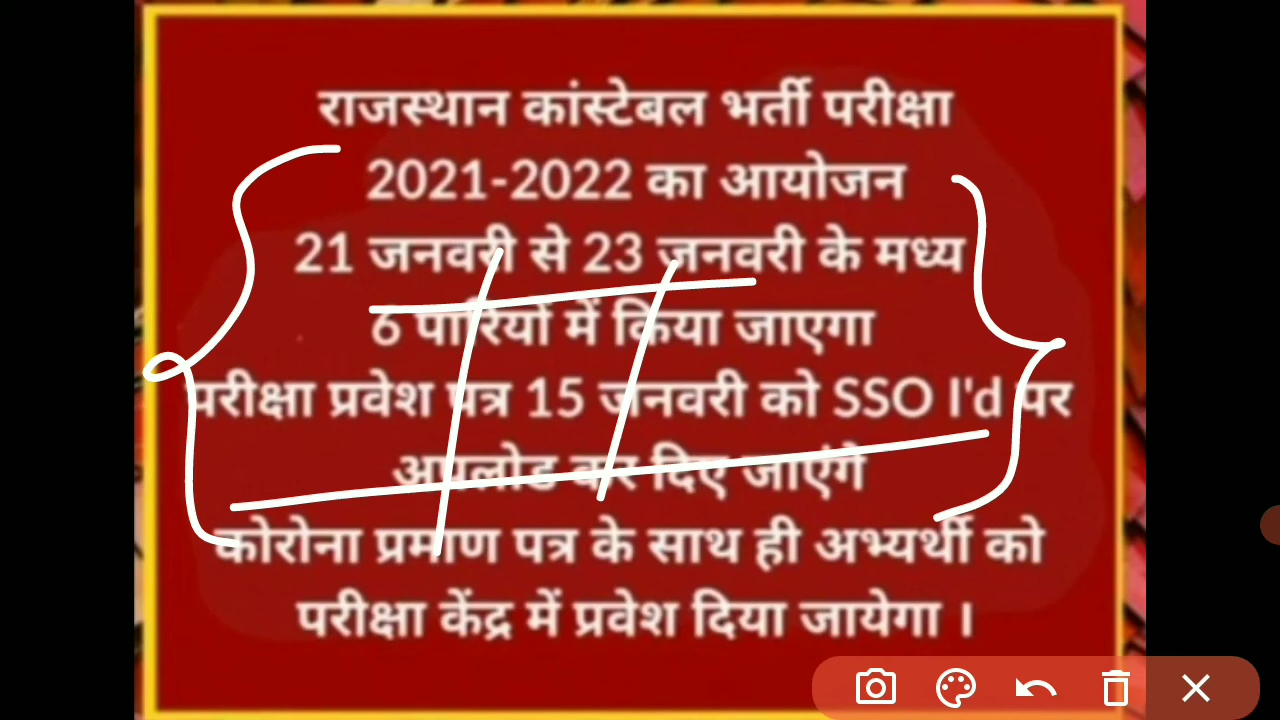 राजस्थान कांस्टेबल भर्ती परीक्षा
2021-2022 का आयोजन
21 जनवरी से 23 जनवरी के मध्य
6 पारियों में किया जाएगा
परीक्षा प्रवेश पत्र 15 जनवरी को SSO I'd पर
अपलोड कर दिए जाएंगे
कोरोना प्रमाण पत्र के साथ ही अभ्यर्थी को
परीक्षा केंद्र में प्रवेश दिया जायेगा ।